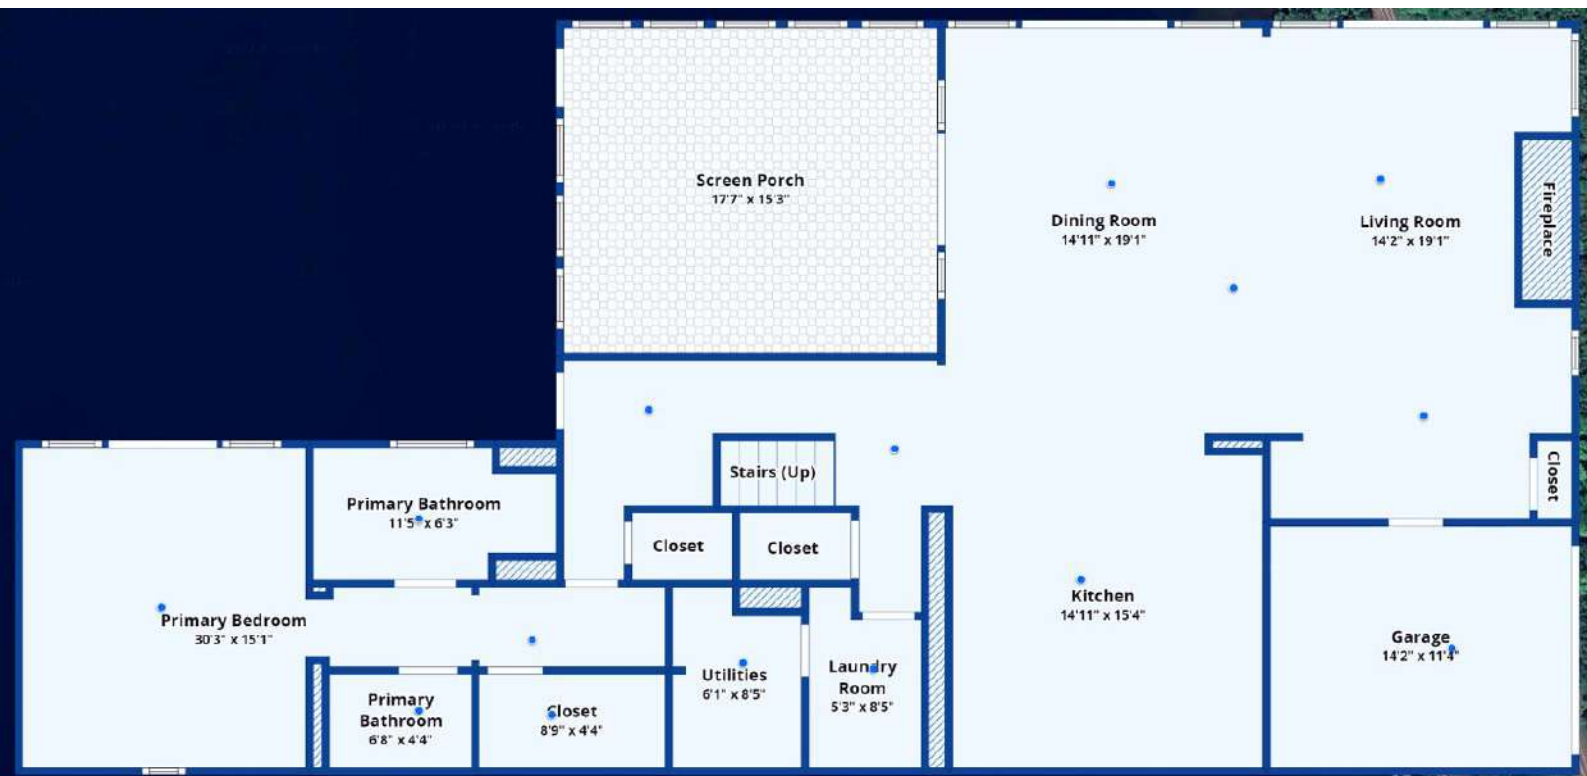 Screen Porch
17'7" x 15'3"
Dining Room
14'11" x 19'1"
Living Room
14'2" x 19'1"
Fireplace
Stairs (Up)
Closet
Primary Bathroom
11'5" x 6'3"
Closet
Closet
Kitchen
14'11" x 15'4"
Primary Bedroom
30'3" x 15'1"
Garage
14'2" x 11'4"
Utilities
6'1" x 8'5"
Laundry
Room
5'3" x 8'5"
Primary
Bathroom
6'8" x 4'4"
Closet
8'9" x 4'4"